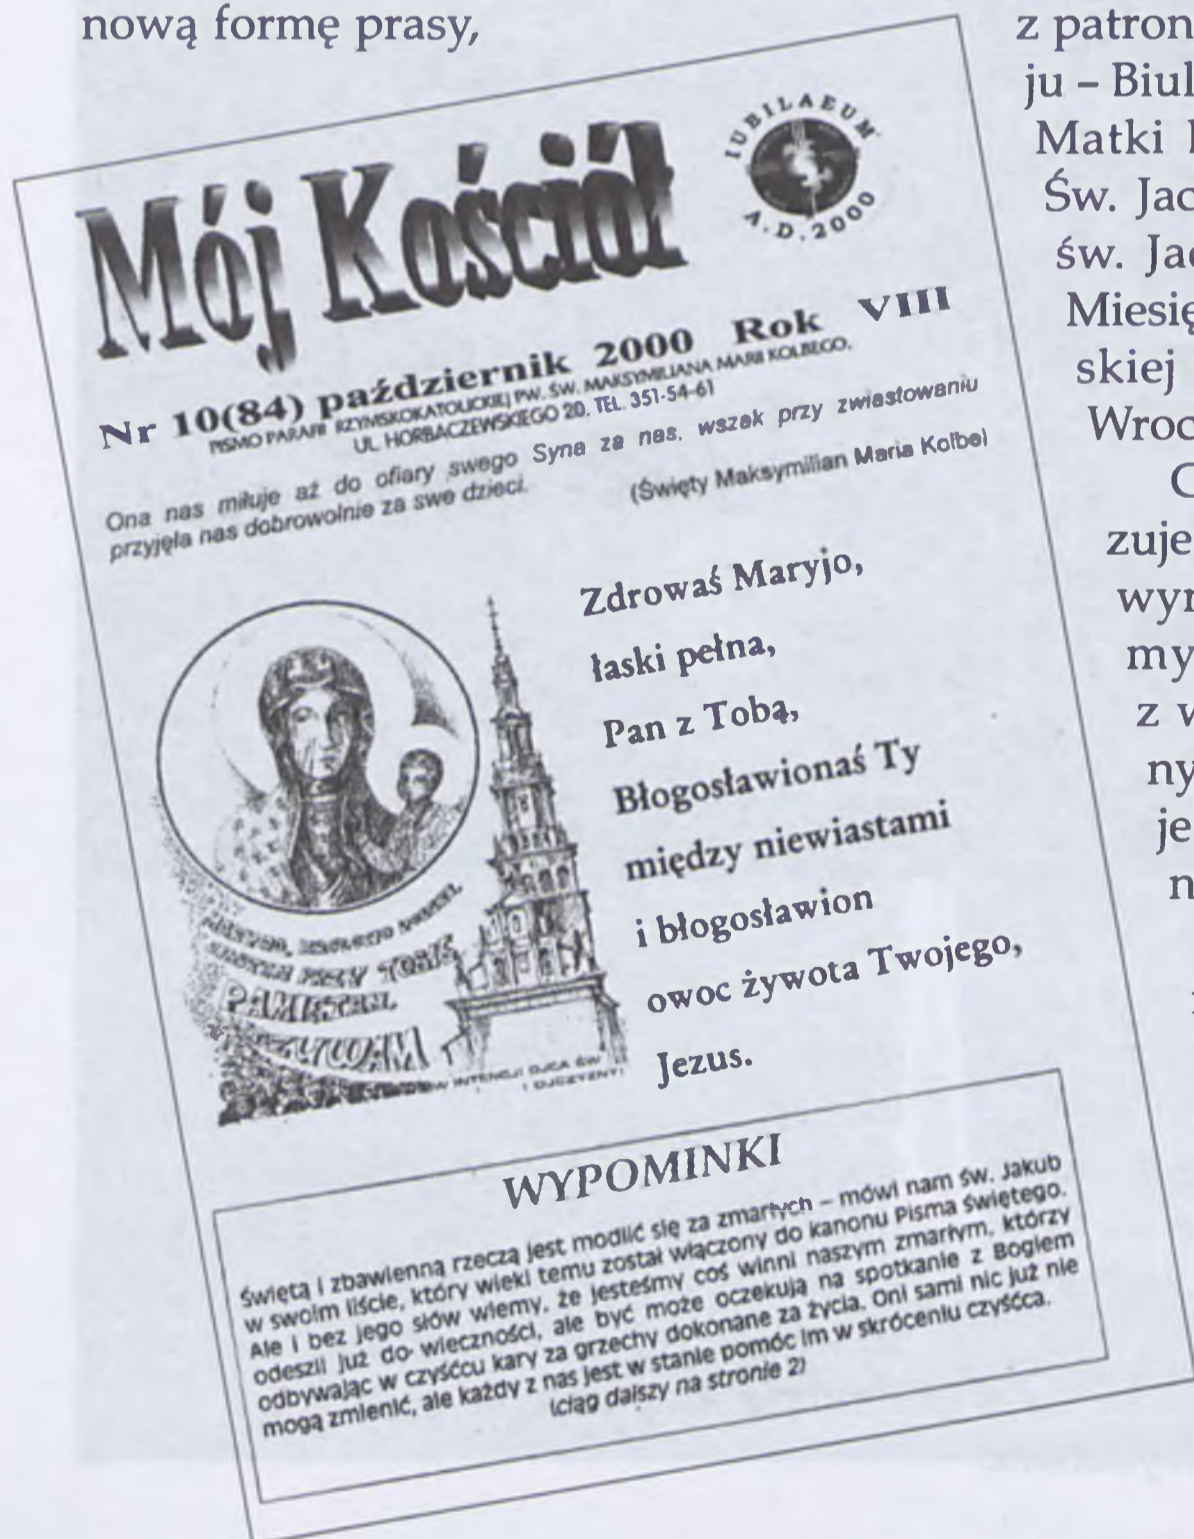 nową formę prasy,
Mój Kościół
IUBILAEUM
A.D.2000
Nr 10(84) październik 2000 Rok VIII
PISMO PARAFII RZYMSKOKATOLICKIEJ PW. ŚW. MAKSYMILIANA MARII KOLBEGO,
UL. HORBACZEWSKIEGO 20, TEL. 351-54-61
Ona nas miłuje aż do ofiary swego Syna za nas, wszak przy zwiastowaniu
przyjęła nas dobrowolnie za swe dzieci.
(Święty Maksymilian Maria Kolbe)
Zdrowaś Maryjo,
łaski pełna,
Pan z Tobą,
Błogosławionaś Ty
między niewiastami
i błogosławion
owoc żywota Twojego,
Jezus.
PRZY TOBIE
PAMIĘTAM
W INTENCJI OJCA ŚW
I OJCZYZNY!
WYPOMINKI
Świętą i zbawienną rzeczą jest modlić się za zmarłych – mówi nam św. Jakub
w swoim liście, który wieki temu został włączony do kanonu Pisma Świętego.
Ale i bez jego słów wiemy, że jesteśmy coś winni naszym zmarłym, którzy
odeszli już do wieczności, ale być może oczekują na spotkanie z Bogiem
odbywając w czyśćcu kary za grzechy dokonane za życia. Oni sami nic już nie
mogą zmienić, ale każdy z nas jest w stanie pomóc im w skróceniu czyśćca.
(ciąg dalszy na stronie 2)
z patron
ju – Biul
Matki
Św. Jac
św. Jac
Miesię
skiej
Wroc
zuje
wyr
my
z w
ny
je
n